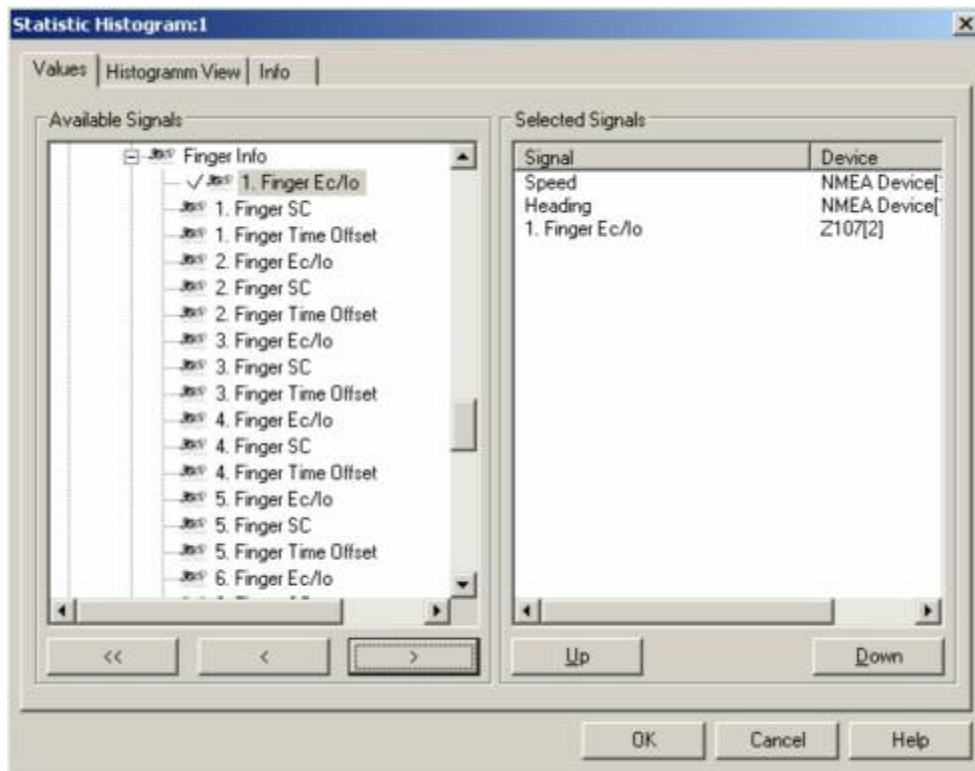 Statistic Histogram:1
Values
Histogramm View
Info
Available Signals
Finger Info
1. Finger Ec/Io
1. Finger SC
1. Finger Time Offset
2. Finger Ec/Io
2. Finger SC
2. Finger Time Offset
3. Finger Ec/Io
3. Finger SC
3. Finger Time Offset
4. Finger Ec/Io
4. Finger SC
4. Finger Time Offset
5. Finger Ec/Io
5. Finger SC
5. Finger Time Offset
6. Finger Ec/Io
<<
<
>
Selected Signals
Signal Device
Speed NMEA Device[
Heading NMEA Device[
1. Finger Ec/Io Z107[2]
Up
Down
OK
Cancel
Help